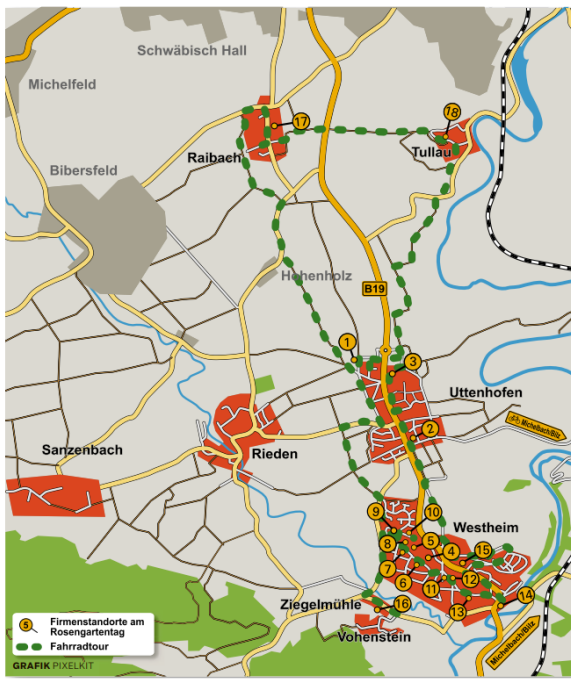 Schwäbisch Hall
Michelfeld
18
17
Raibach
Tullau
Bibersfeld
Hohenholz
B19
1
3
Uttenhofen
2
Michelbach/Bilz
Sanzenbach
Rieden
9
10
Westheim
8
5
4
15
7
6
11
12
13
14
Ziegelmühle
16
Vohenstein
Michelbach/Bilz
5
Firmenstandorte am
Rosengartentag
Fahrradtour
GRAFIK PIXELKIT